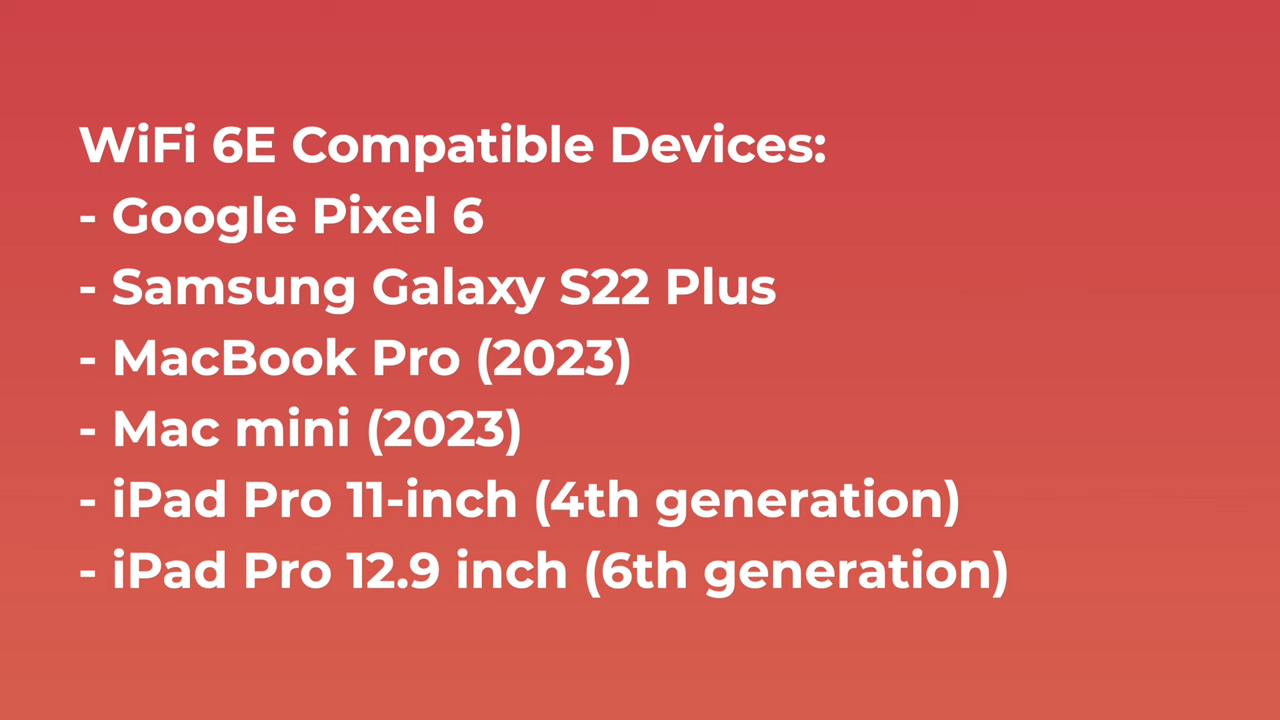 WiFi 6E Compatible Devices:
- Google Pixel 6
- Samsung Galaxy S22 Plus
- MacBook Pro (2023)
- Mac mini (2023)
- iPad Pro 11-inch (4th generation)
- iPad Pro 12.9 inch (6th generation)